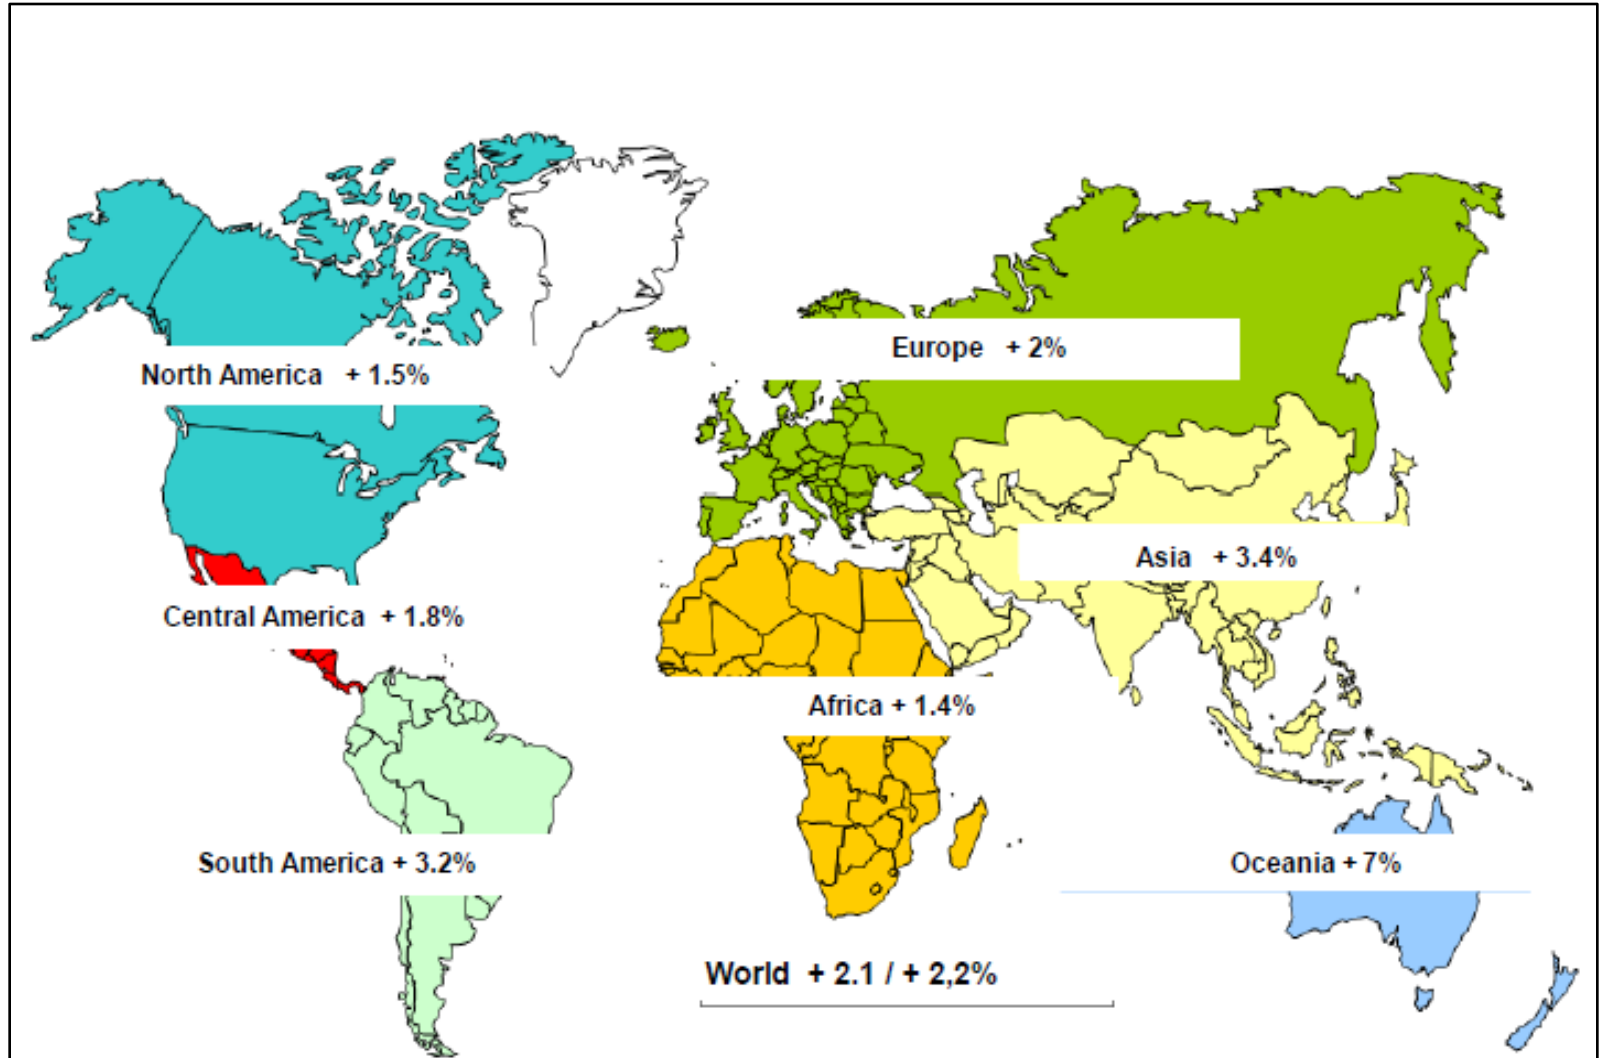 North America + 1.5%
Europe + 2%
Asia + 3.4%
Central America + 1.8%
Africa + 1.4%
South America + 3.2%
Oceania + 7%
World + 2.1 / + 2,2%